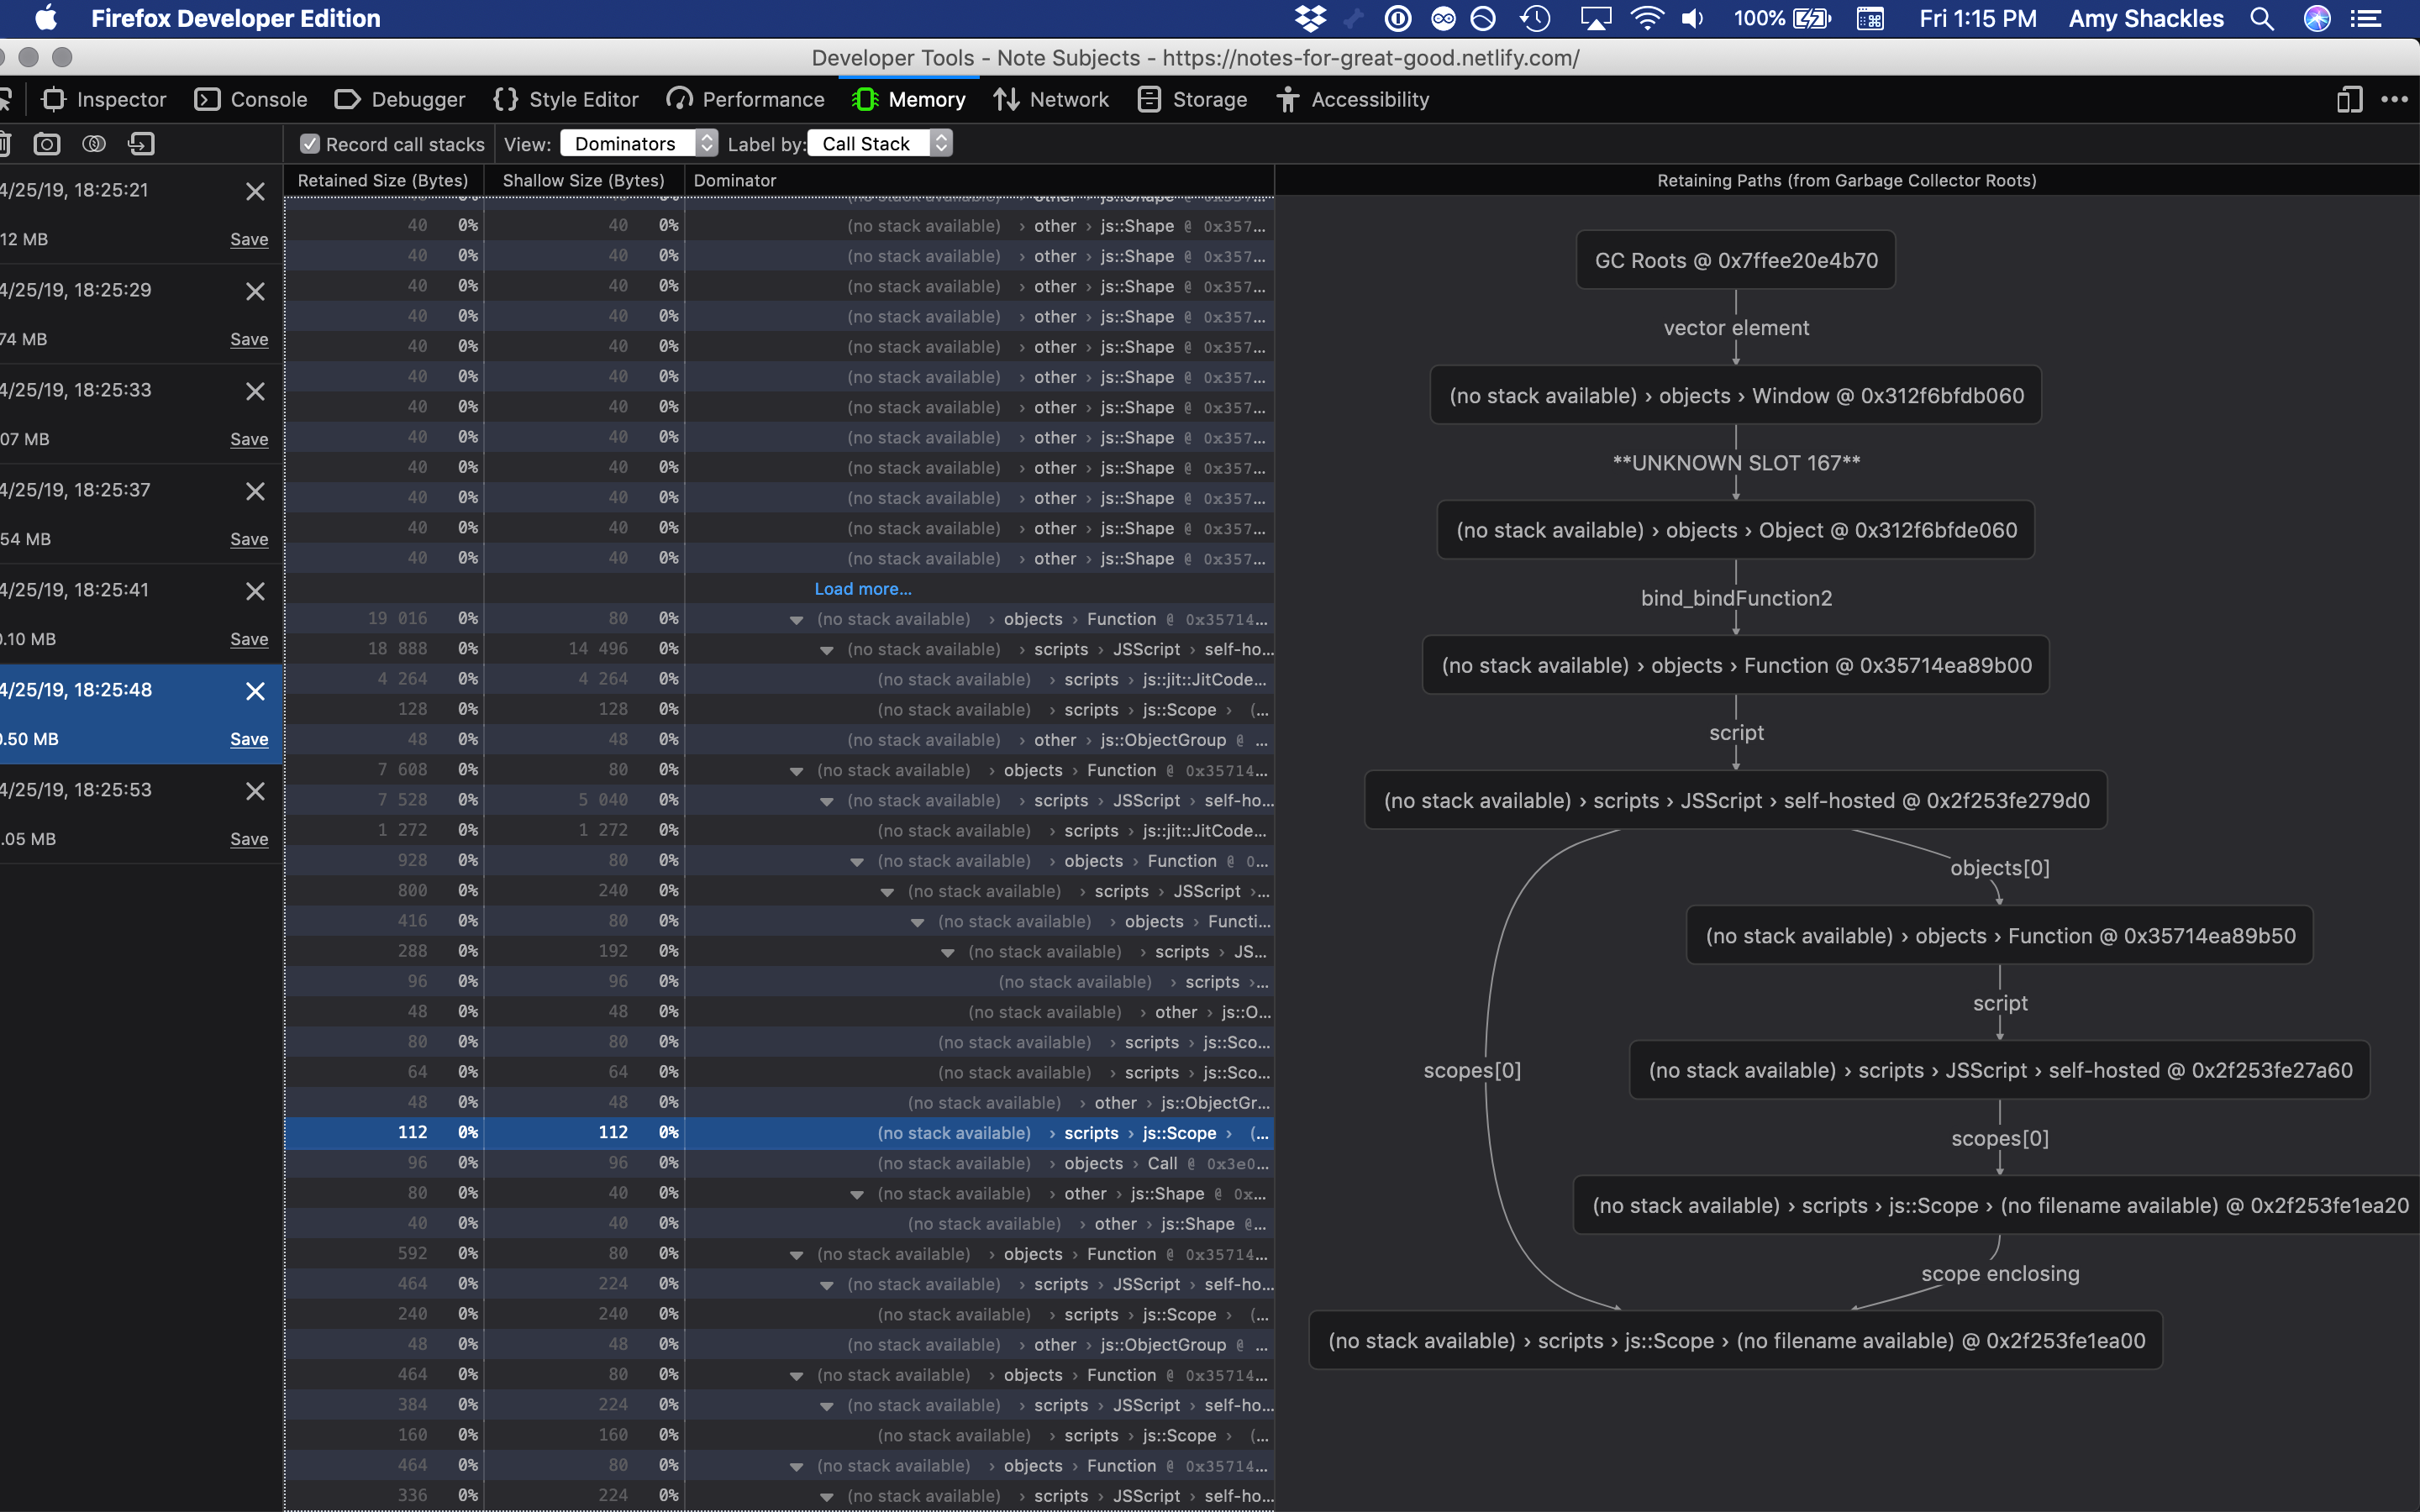 Firefox Developer Edition
100%
Fri 1:15 PM
Amy Shackles
Developer Tools - Note Subjects - https://notes-for-great-good.netlify.com/
Inspector
Console
Debugger
Style Editor
Performance
Memory
Network
Storage
Accessibility
Record call stacks
View: Dominators
Label by: Call Stack
4/25/19, 18:25:21
12 MB
Save
4/25/19, 18:25:29
74 MB
Save
4/25/19, 18:25:33
07 MB
Save
4/25/19, 18:25:37
54 MB
Save
4/25/19, 18:25:41
0.10 MB
Save
4/25/19, 18:25:48
0.50 MB
Save
4/25/19, 18:25:53
.05 MB
Save
Retained Size (Bytes) Shallow Size (Bytes) Dominator
40 0% 40 0% (no stack available) › other › js::Shape @ 0x357...
40 0% 40 0% (no stack available) › other › js::Shape @ 0x357...
40 0% 40 0% (no stack available) › other › js::Shape @ 0x357...
40 0% 40 0% (no stack available) › other › js::Shape @ 0x357...
40 0% 40 0% (no stack available) › other › js::Shape @ 0x357...
40 0% 40 0% (no stack available) › other › js::Shape @ 0x357...
40 0% 40 0% (no stack available) › other › js::Shape @ 0x357...
40 0% 40 0% (no stack available) › other › js::Shape @ 0x357...
40 0% 40 0% (no stack available) › other › js::Shape @ 0x357...
40 0% 40 0% (no stack available) › other › js::Shape @ 0x357...
40 0% 40 0% (no stack available) › other › js::Shape @ 0x357...
40 0% 40 0% (no stack available) › other › js::Shape @ 0x357...
Load more...
19 016 0% 80 0% (no stack available) › objects › Function @ 0x35714...
18 888 0% 14 496 0% (no stack available) › scripts › JSScript › self-ho...
4 264 0% 4 264 0% (no stack available) › scripts › js::jit::JitCode...
128 0% 128 0% (no stack available) › scripts › js::Scope › (...
48 0% 48 0% (no stack available) › other › js::ObjectGroup @ ...
7 608 0% 80 0% (no stack available) › objects › Function @ 0x35714...
7 528 0% 5 040 0% (no stack available) › scripts › JSScript › self-ho...
1 272 0% 1 272 0% (no stack available) › scripts › js::jit::JitCode...
928 0% 80 0% (no stack available) › objects › Function @ 0...
800 0% 240 0% (no stack available) › scripts › JSScript ›...
416 0% 80 0% (no stack available) › objects › Functi...
288 0% 192 0% (no stack available) › scripts › JS...
96 0% 96 0% (no stack available) › scripts ›...
48 0% 48 0% (no stack available) › other › js::O...
80 0% 80 0% (no stack available) › scripts › js::Sco...
64 0% 64 0% (no stack available) › scripts › js::Sco...
48 0% 48 0% (no stack available) › other › js::ObjectGr...
112 0% 112 0% (no stack available) › scripts › js::Scope › (...
96 0% 96 0% (no stack available) › objects › Call @ 0x3e0...
80 0% 40 0% (no stack available) › other › js::Shape @ 0x...
40 0% 40 0% (no stack available) › other › js::Shape @...
592 0% 80 0% (no stack available) › objects › Function @ 0x35714...
464 0% 224 0% (no stack available) › scripts › JSScript › self-ho...
240 0% 240 0% (no stack available) › scripts › js::Scope › (...
48 0% 48 0% (no stack available) › other › js::ObjectGroup @ ...
464 0% 80 0% (no stack available) › objects › Function @ 0x35714...
384 0% 224 0% (no stack available) › scripts › JSScript › self-ho...
160 0% 160 0% (no stack available) › scripts › js::Scope › (...
464 0% 80 0% (no stack available) › objects › Function @ 0x35714...
336 0% 224 0% (no stack available) › scripts › JSScript › self-ho...
Retaining Paths (from Garbage Collector Roots)
GC Roots @ 0x7ffee20e4b70
vector element
(no stack available) › objects › Window @ 0x312f6bfdb060
**UNKNOWN SLOT 167**
(no stack available) › objects › Object @ 0x312f6bfde060
bind_bindFunction2
(no stack available) › objects › Function @ 0x35714ea89b00
script
(no stack available) › scripts › JSScript › self-hosted @ 0x2f253fe279d0
objects[0]
(no stack available) › objects › Function @ 0x35714ea89b50
script
scopes[0]
(no stack available) › scripts › JSScript › self-hosted @ 0x2f253fe27a60
scopes[0]
(no stack available) › scripts › js::Scope › (no filename available) @ 0x2f253fe1ea20
scope enclosing
(no stack available) › scripts › js::Scope › (no filename available) @ 0x2f253fe1ea00